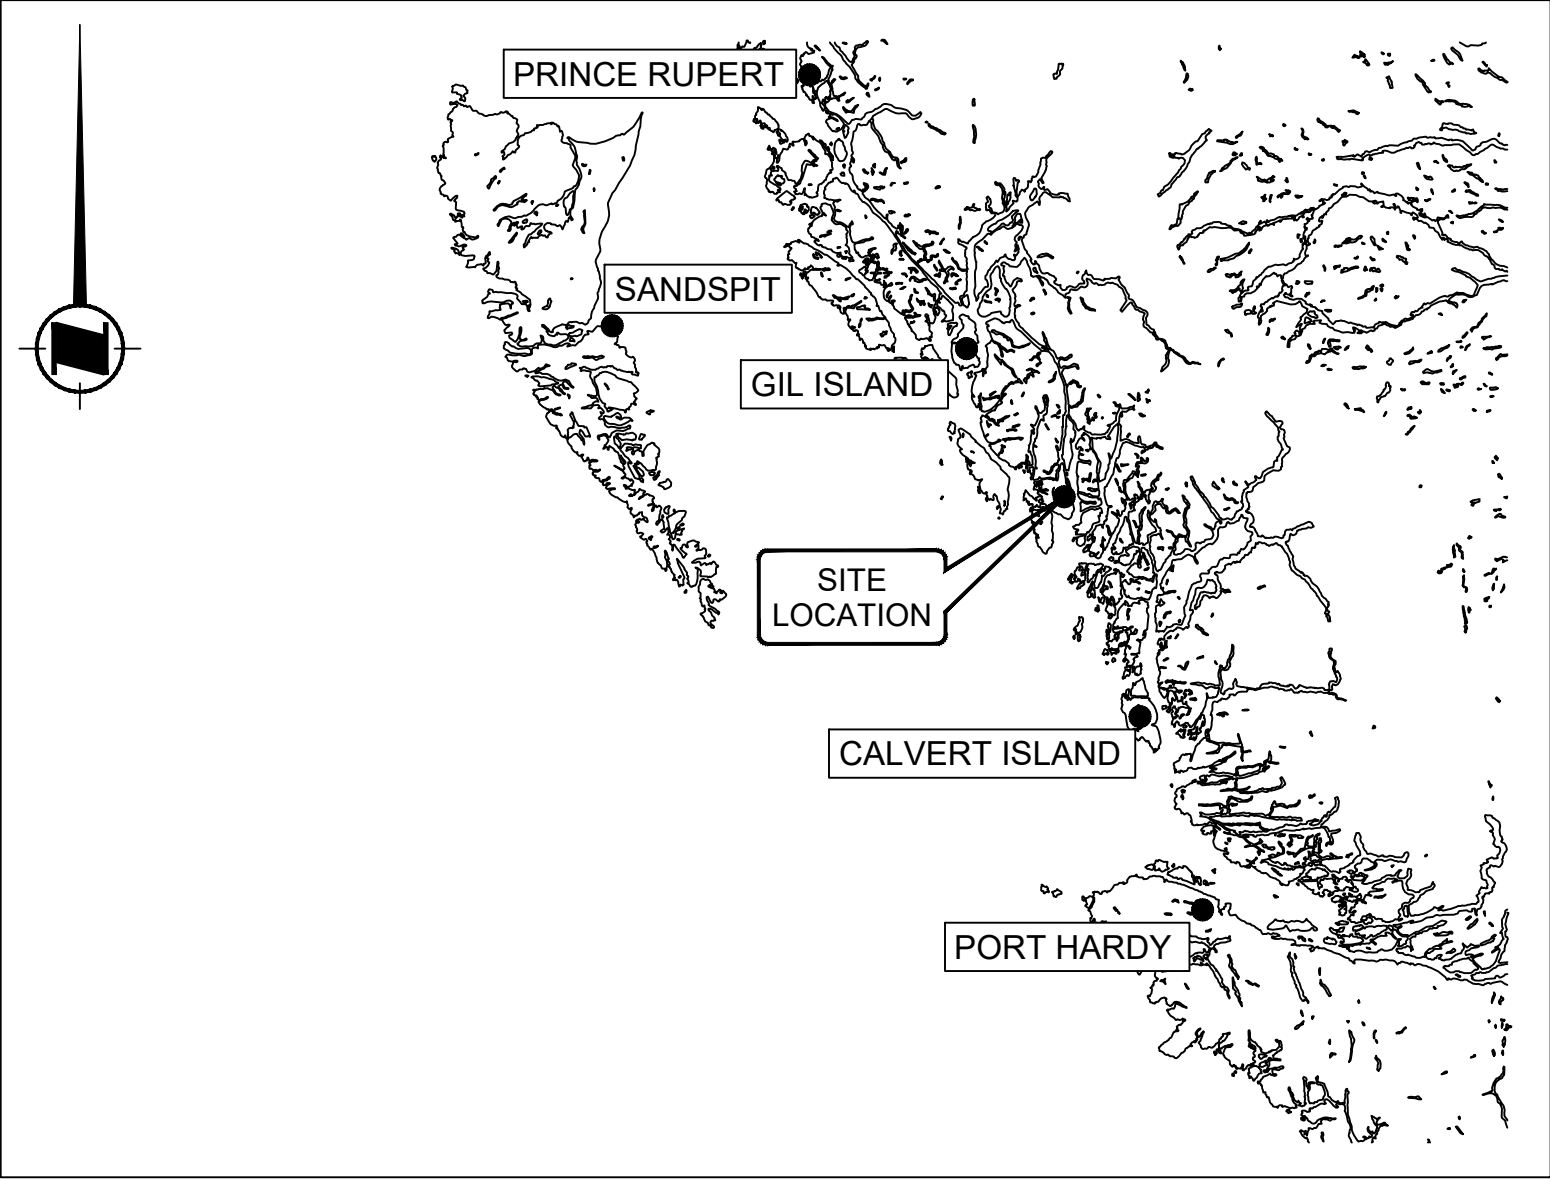 PRINCE RUPERT
SANDSPIT
GIL ISLAND
SITE
LOCATION
CALVERT ISLAND
PORT HARDY